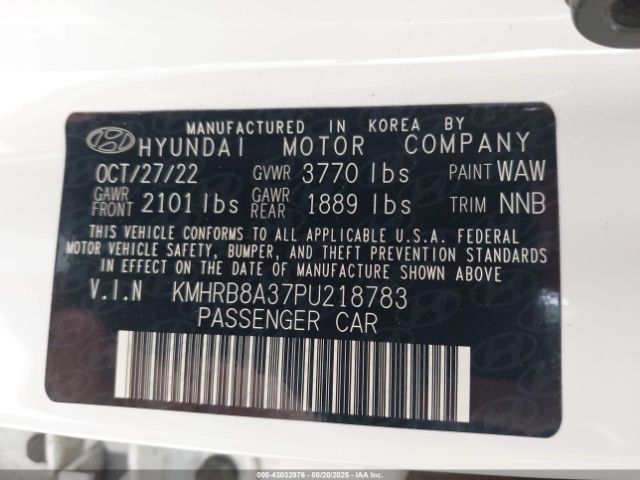 MANUFACTURED IN KOREA BY
HYUNDAI MOTOR COMPANY
OCT/27/22 GVWR 3770 lbs PAINT WAW
GAWR FRONT 2101 lbs GAWR REAR 1889 lbs TRIM NNB
THIS VEHICLE CONFORMS TO ALL APPLICABLE U.S.A. FEDERAL
MOTOR VEHICLE SAFETY, BUMPER, AND THEFT PREVENTION STANDARDS
IN EFFECT ON THE DATE OF MANUFACTURE SHOWN ABOVE
V.I.N KMHRB8A37PU218783
PASSENGER CAR
000-43032976 - 08/20/2025 - IAA, LLC